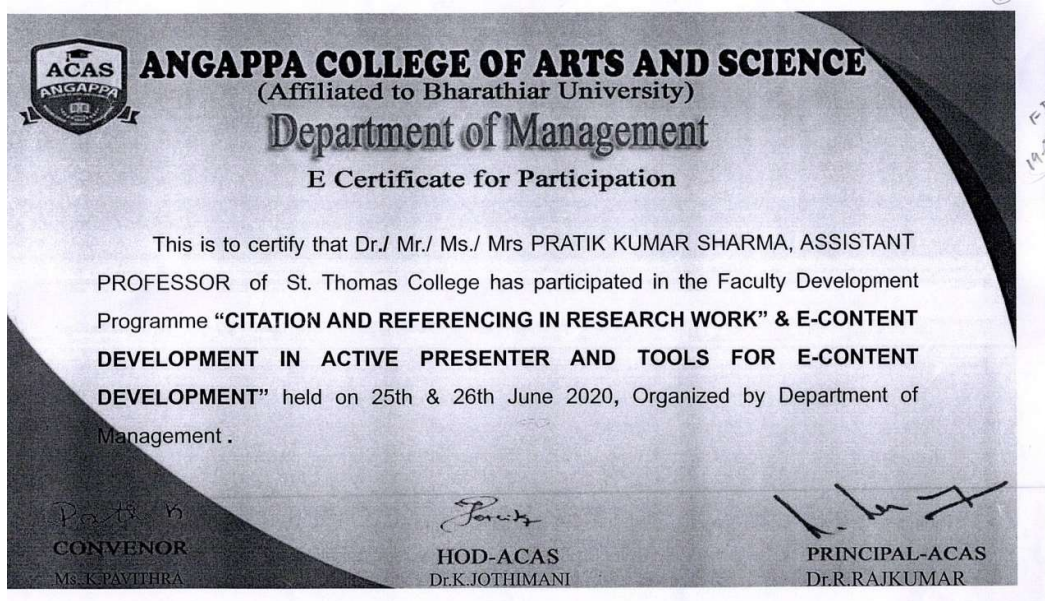 ACAS
ANGAPPA
ANGAPPA COLLEGE OF ARTS AND SCIENCE
(Affiliated to Bharathiar University)
Department of Management
E Certificate for Participation
This is to certify that Dr./ Mr./ Ms./ Mrs PRATIK KUMAR SHARMA, ASSISTANT
PROFESSOR of St. Thomas College has participated in the Faculty Development
Programme “CITATION AND REFERENCING IN RESEARCH WORK” & E-CONTENT
DEVELOPMENT IN ACTIVE PRESENTER AND TOOLS FOR E-CONTENT
DEVELOPMENT” held on 25th & 26th June 2020, Organized by Department of
Management .
CONVENOR
Ms. K.PAVITHRA
HOD-ACAS
Dr.K.JOTHIMANI
PRINCIPAL-ACAS
Dr.R.RAJKUMAR